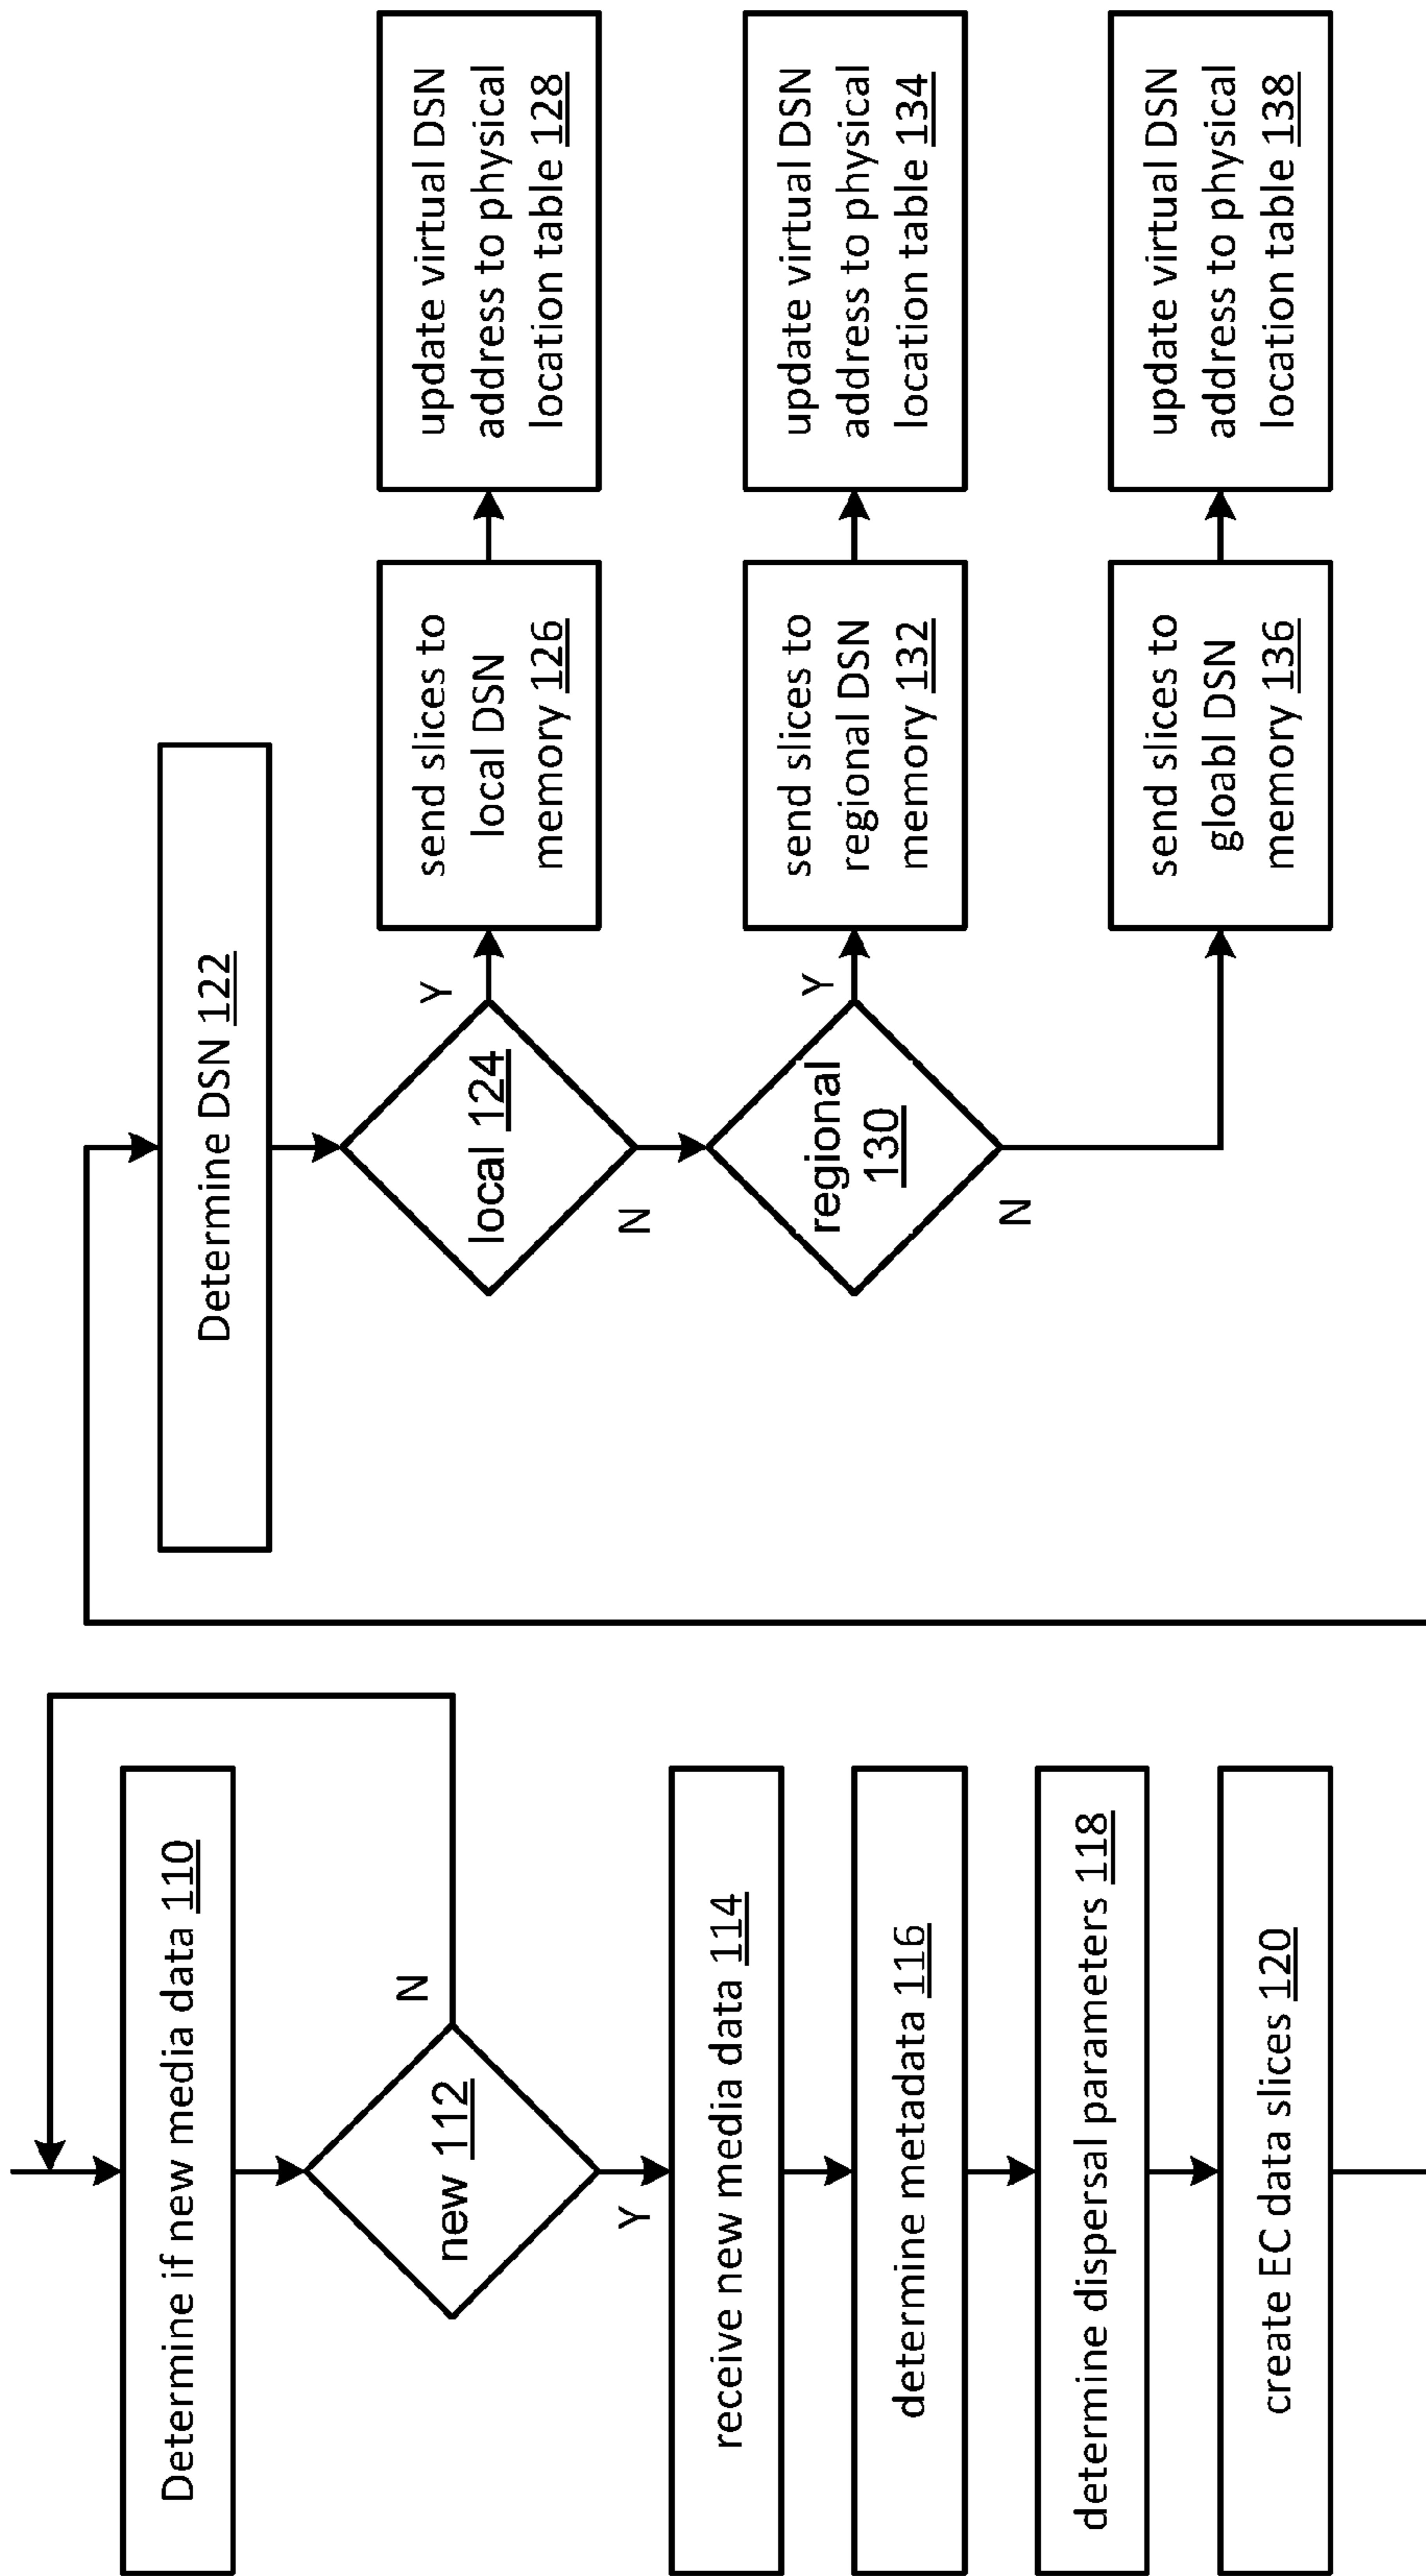 Determine if new media data 110
new 112
N
Y
receive new media data 114
determine metadata 116
determine dispersal parameters 118
create EC data slices 120
Determine DSN 122
local 124
Y
N
send slices to
local DSN
memory 126
update virtual DSN
address to physical
location table 128
regional
130
Y
N
send slices to
regional DSN
memory 132
update virtual DSN
address to physical
location table 134
send slices to
gloabl DSN
memory 136
update virtual DSN
address to physical
location table 138